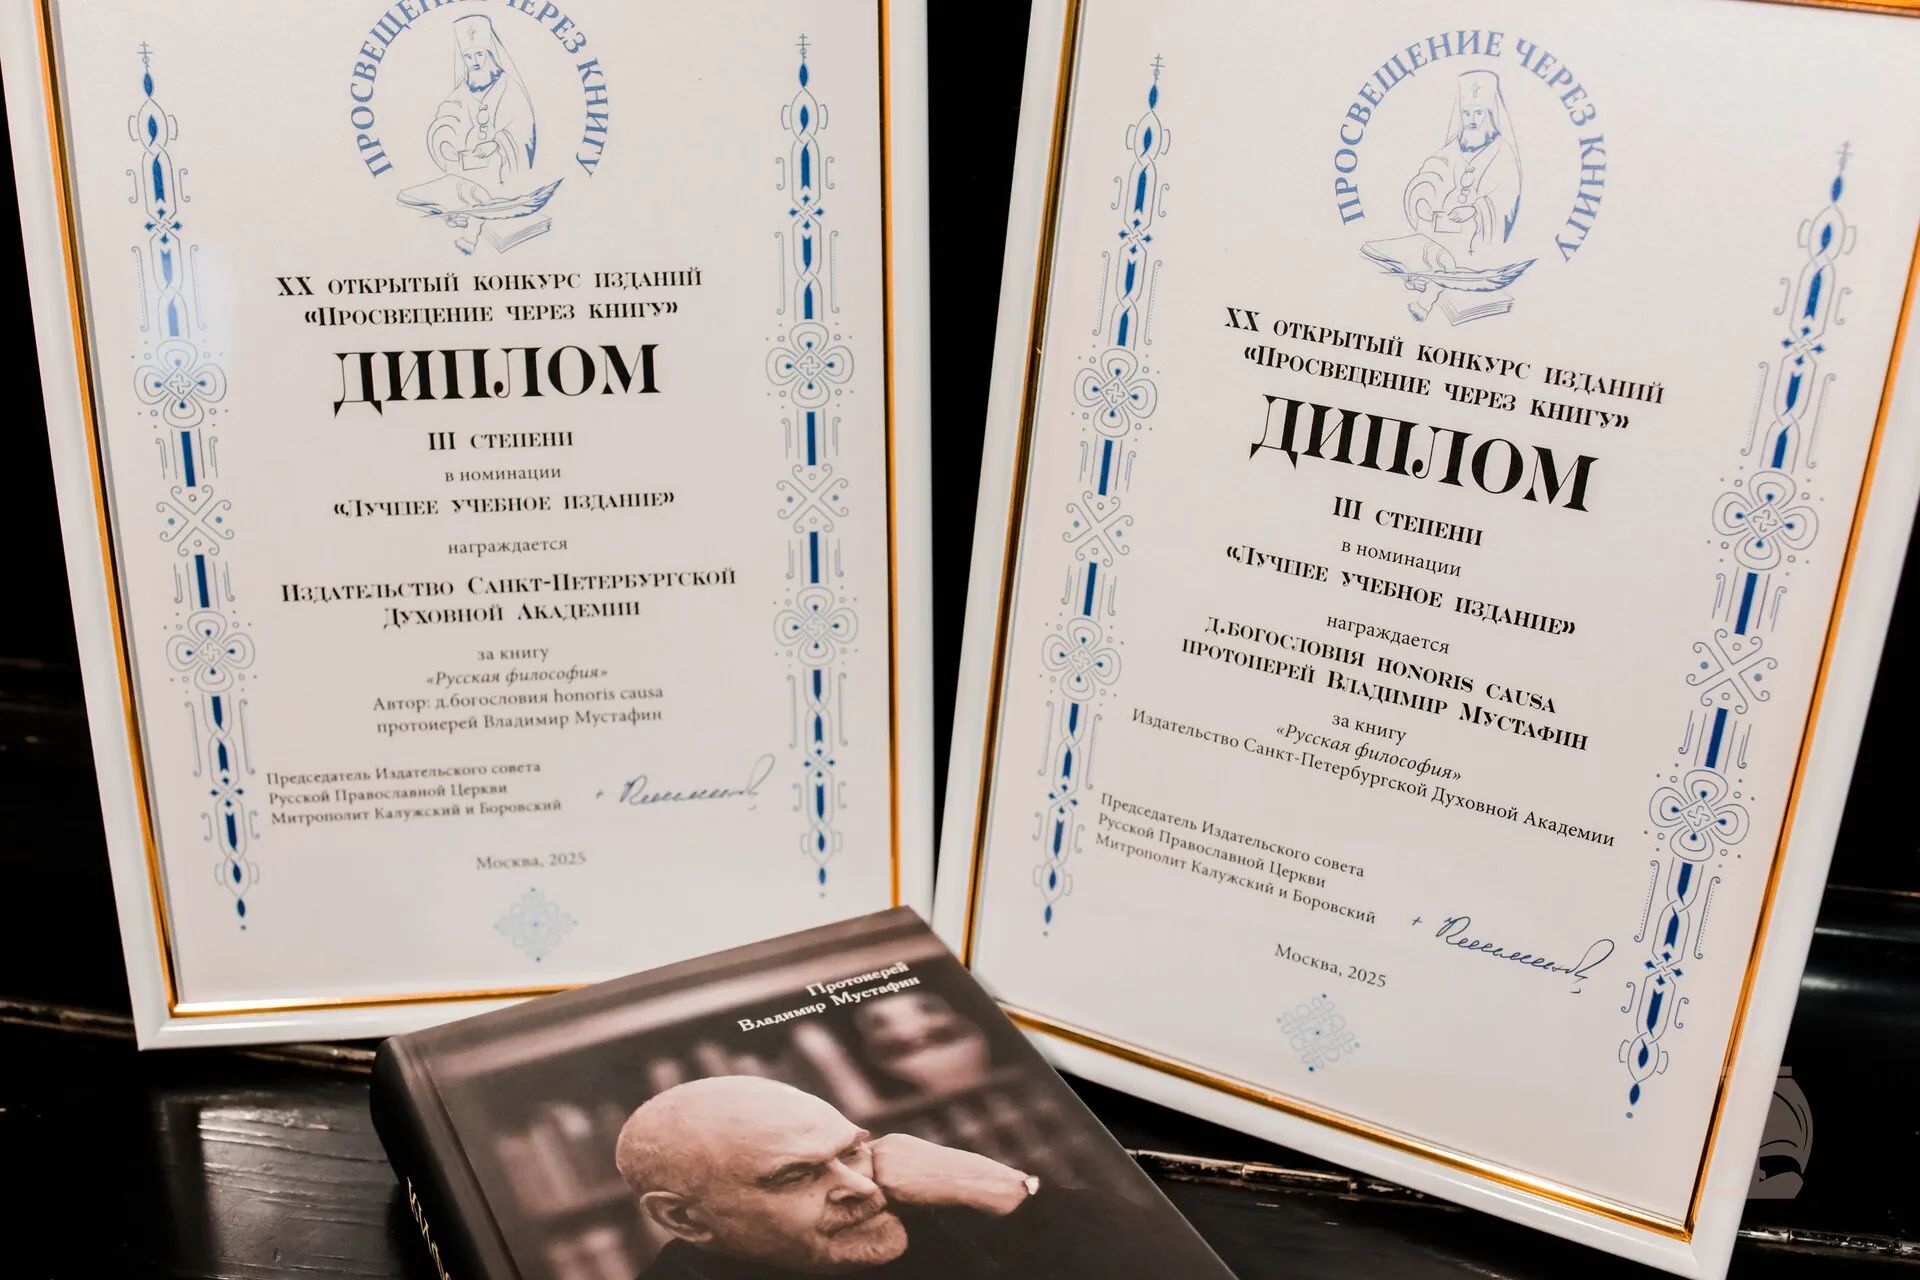 ПРОСВЕЩЕНИЕ ЧЕРЕЗ КНИГУ
XX ОТКРЫТЫЙ КОНКУРС ИЗДАНИЙ
«ПРОСВЕЩЕНИЕ ЧЕРЕЗ КНИГУ»
ДИПЛОМ
III СТЕПЕНИ
в номинации
«ЛУЧШЕЕ УЧЕБНОЕ ИЗДАНИЕ»
награждается
ИЗДАТЕЛЬСТВО САНКТ-ПЕТЕРБУРГСКОЙ
ДУХОВНОЙ АКАДЕМИИ
за книгу
«Русская философия»
Автор: д.богословия honoris causa
протоиерей Владимир Мустафин
Председатель Издательского совета
Русской Православной Церкви
Митрополит Калужский и Боровский
Москва, 2025
ПРОСВЕЩЕНИЕ ЧЕРЕЗ КНИГУ
XX ОТКРЫТЫЙ КОНКУРС ИЗДАНИЙ
«ПРОСВЕЩЕНИЕ ЧЕРЕЗ КНИГУ»
ДИПЛОМ
III СТЕПЕНИ
в номинации
«ЛУЧШЕЕ УЧЕБНОЕ ИЗДАНИЕ»
награждается
Д.БОГОСЛОВИЯ HONORIS CAUSA
ПРОТОИЕРЕЙ ВЛАДИМИР МУСТАФИН
за книгу
«Русская философия»
Издательство Санкт-Петербургской Духовной Академии
Председатель Издательского совета
Русской Православной Церкви
Митрополит Калужский и Боровский
Москва, 2025
Протоиерей
Владимир Мустафин